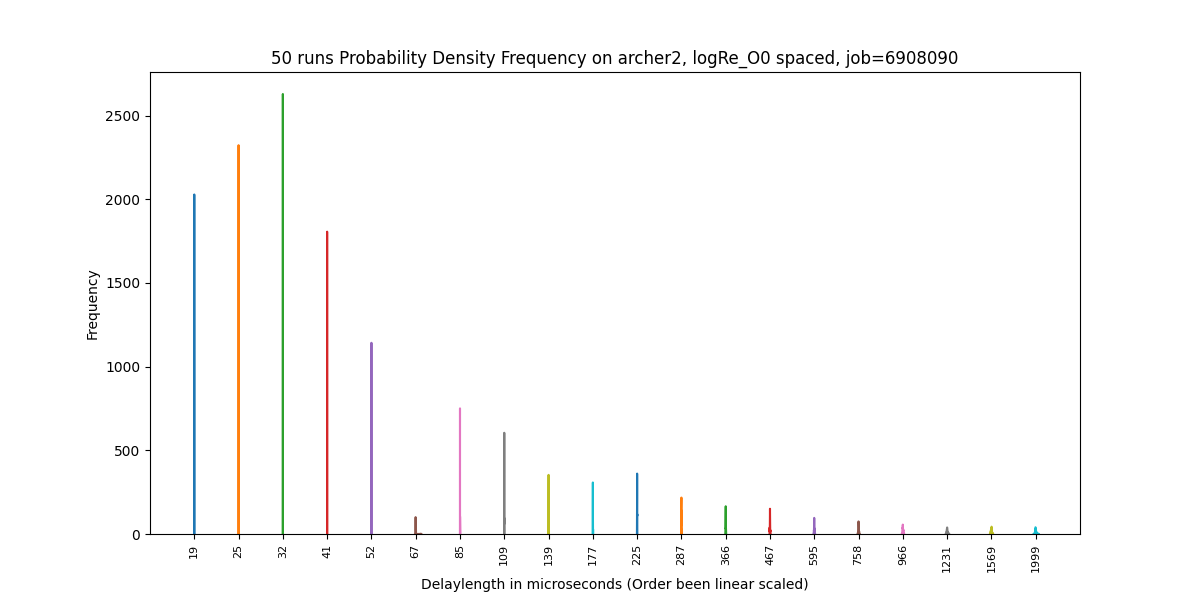 50 runs Probability Density Frequency on archer2, logRe_O0 spaced, job=6908090
2500
2000
1500
1000
500
0
Frequency
19 25 32 41 52 67 85 109 139 177 225 287 366 467 595 758 966 1231 1569 1999
Delaylength in microseconds (Order been linear scaled)